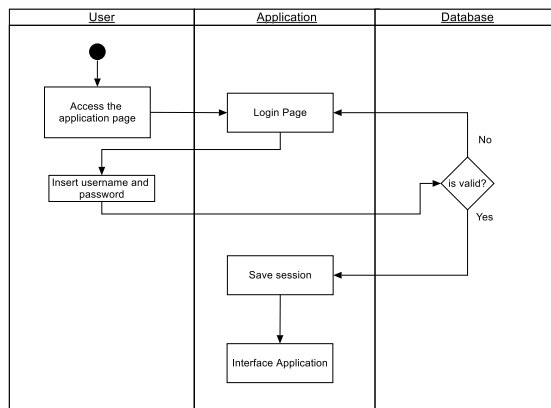 User
Application
Database
Access the
application page
Login Page
No
Insert username and
password
is valid?
Yes
Save session
Interface Application